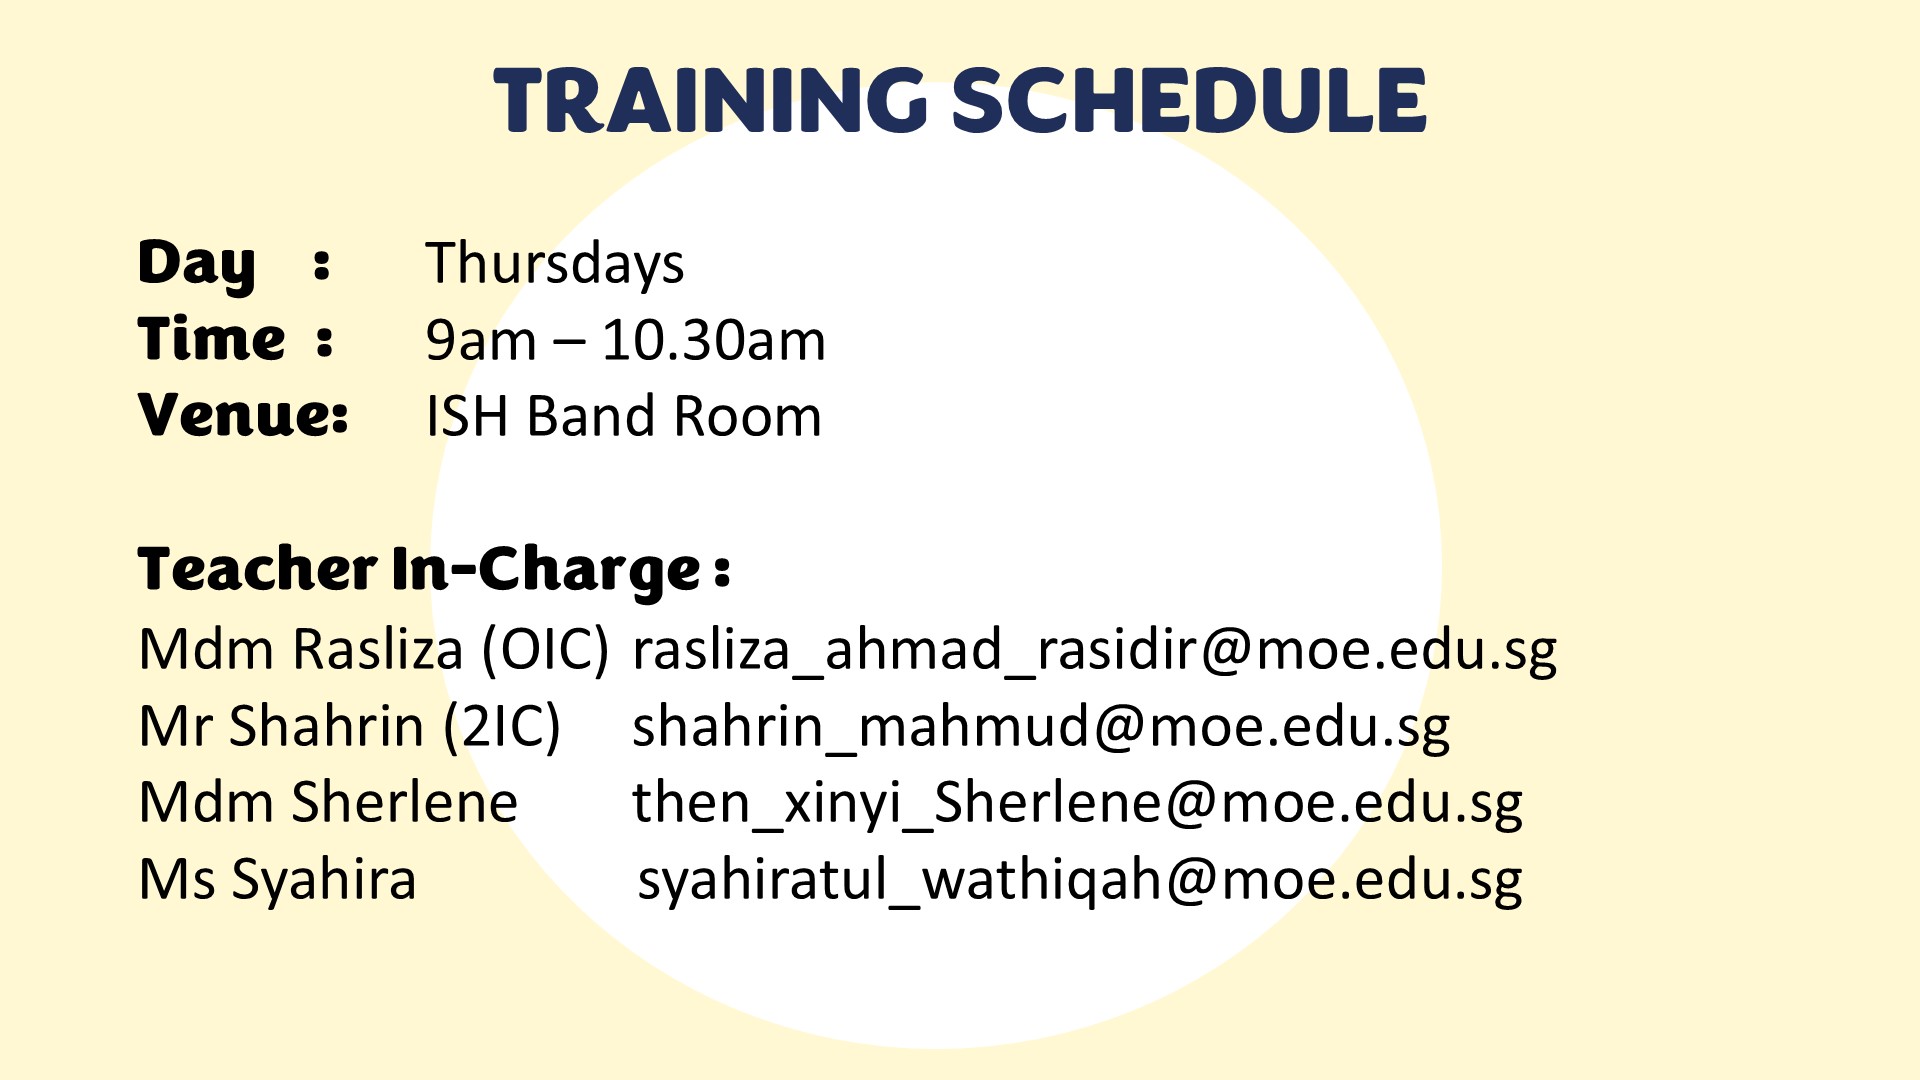 TRAINING SCHEDULE
Day : Thursdays
Time : 9am – 10.30am
Venue: ISH Band Room
Teacher In-Charge :
Mdm Rasliza (OIC) rasliza_ahmad_rasidir@moe.edu.sg
Mr Shahrin (2IC) shahrin_mahmud@moe.edu.sg
Mdm Sherlene then_xinyi_Sherlene@moe.edu.sg
Ms Syahira syahiratul_wathiqah@moe.edu.sg